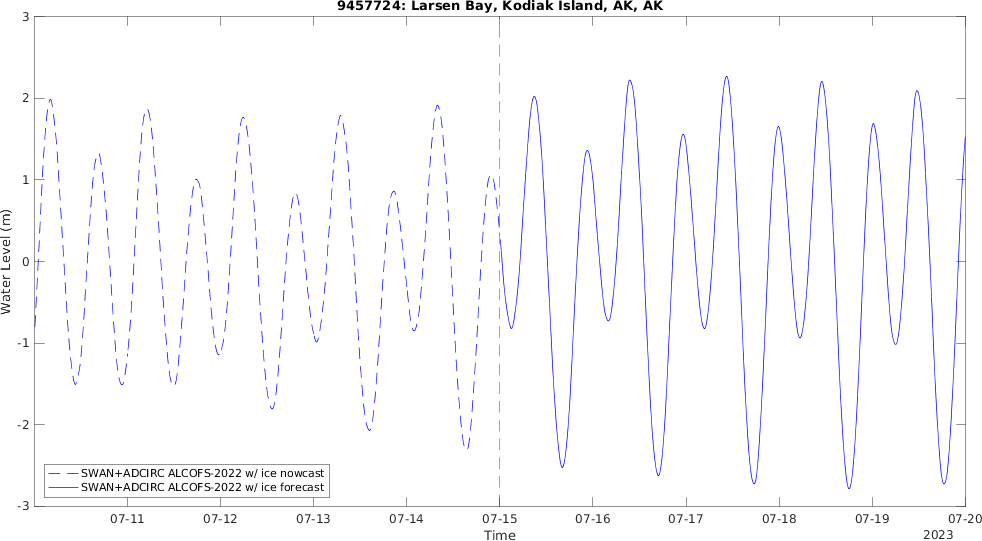 9457724: Larsen Bay, Kodiak Island, AK, AK
3
2
1
0
-1
-2
-3
Water Level (m)
SWAN+ADCIRC ALCOFS-2022 w/ ice nowcast
SWAN+ADCIRC ALCOFS-2022 w/ ice forecast
07-11 07-12 07-13 07-14 07-15 07-16 07-17 07-18 07-19 07-20
Time
2023